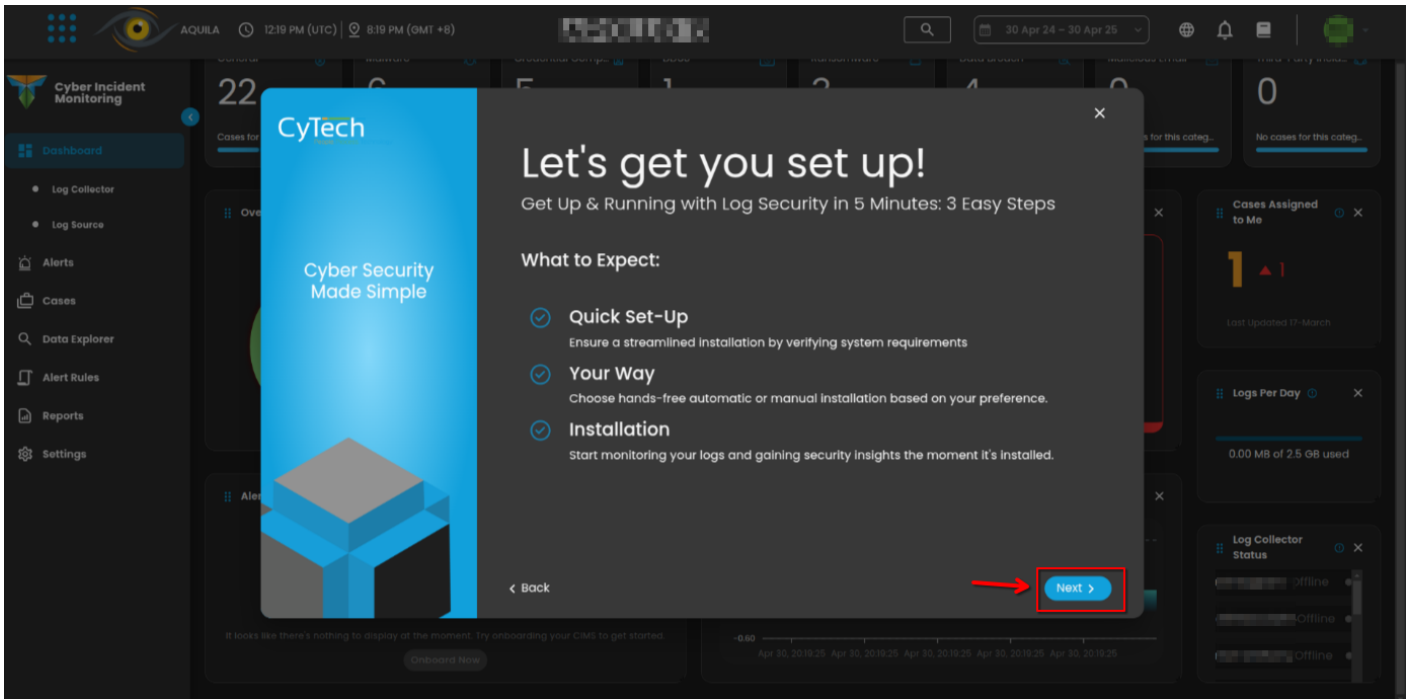 AQUILA
12:19 PM (UTC)
8:19 PM (GMT +8)
30 Apr 24 – 30 Apr 25
Cyber Incident
Monitoring
Dashboard
Log Collector
Log Source
Alerts
Cases
Data Explorer
Alert Rules
Reports
Settings
General
22
Cases for
0
s for this categ...
0
No cases for this categ...
CyTech
Cyber Security
Made Simple
Let's get you set up!
Get Up & Running with Log Security in 5 Minutes: 3 Easy Steps
What to Expect:
Quick Set-Up
Ensure a streamlined installation by verifying system requirements
Your Way
Choose hands-free automatic or manual installation based on your preference.
Installation
Start monitoring your logs and gaining security insights the moment it's installed.
Back
Next
Ove
Cases Assigned
to Me
1
1
Last Updated 17-March
Logs Per Day
0.00 MB of 2.5 GB used
Aler
It looks like there's nothing to display at the moment. Try onboarding your CIMS to get started.
Onboard Now
-0.60
Apr 30, 20:19:25 Apr 30, 20:19:25 Apr 30, 20:19:25 Apr 30, 20:19:25 Apr 30, 20:19:25
Log Collector
Status
Offline
Offline
Offline